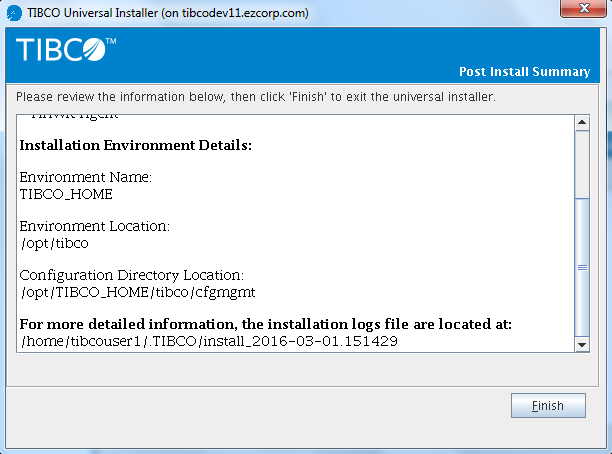 TIBCO Universal Installer (on tibcodev11.ezcorp.com)
TIBCO™
Post Install Summary
Please review the information below, then click 'Finish' to exit the universal installer.
Installation Environment Details:
Environment Name:
TIBCO_HOME
Environment Location:
/opt/tibco
Configuration Directory Location:
/opt/TIBCO_HOME/tibco/cfgmgmt
For more detailed information, the installation logs file are located at:
/home/tibcouser1/.TIBCO/install_2016-03-01.151429
Finish